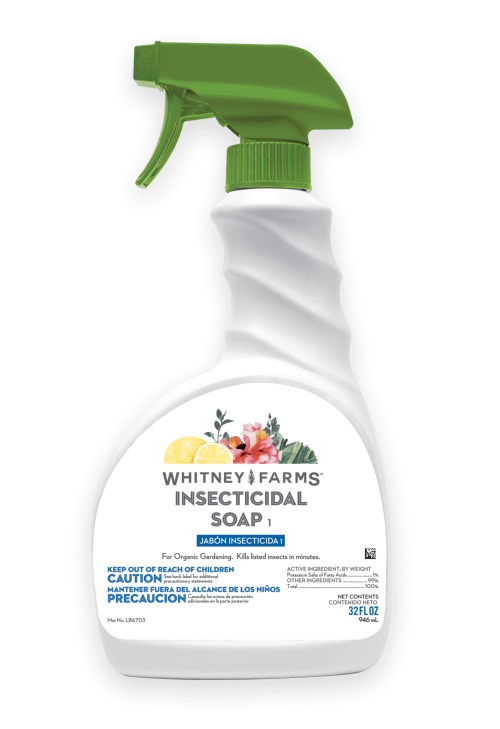 WHITNEY FARMS
INSECTICIDAL
SOAP 1
JABÓN INSECTICIDA 1
For Organic Gardening. Kills listed insects in minutes.
KEEP OUT OF REACH OF CHILDREN
CAUTION See back label for additional
precautionary statements
MANTENER FUERA DEL ALCANCE DE LOS NIÑOS
PRECAUCION Consulte los avisos de precaución
adicionales en la parte posterior
Mat No. LB6703
ACTIVE INGREDIENT: BY WEIGHT
Potassium Salts of Fatty Acids 1%
OTHER INGREDIENTS 99%
Total 100%
NET CONTENTS
CONTENIDO NETO
32 FL OZ
946 mL